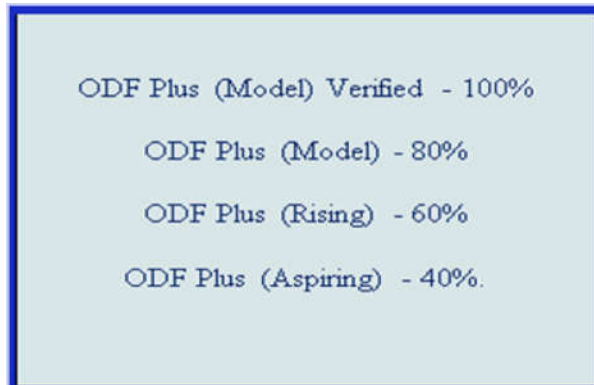 ODF Plus (Model) Verified - 100%
ODF Plus (Model) - 80%
ODF Plus (Rising) - 60%
ODF Plus (Aspiring) - 40%.